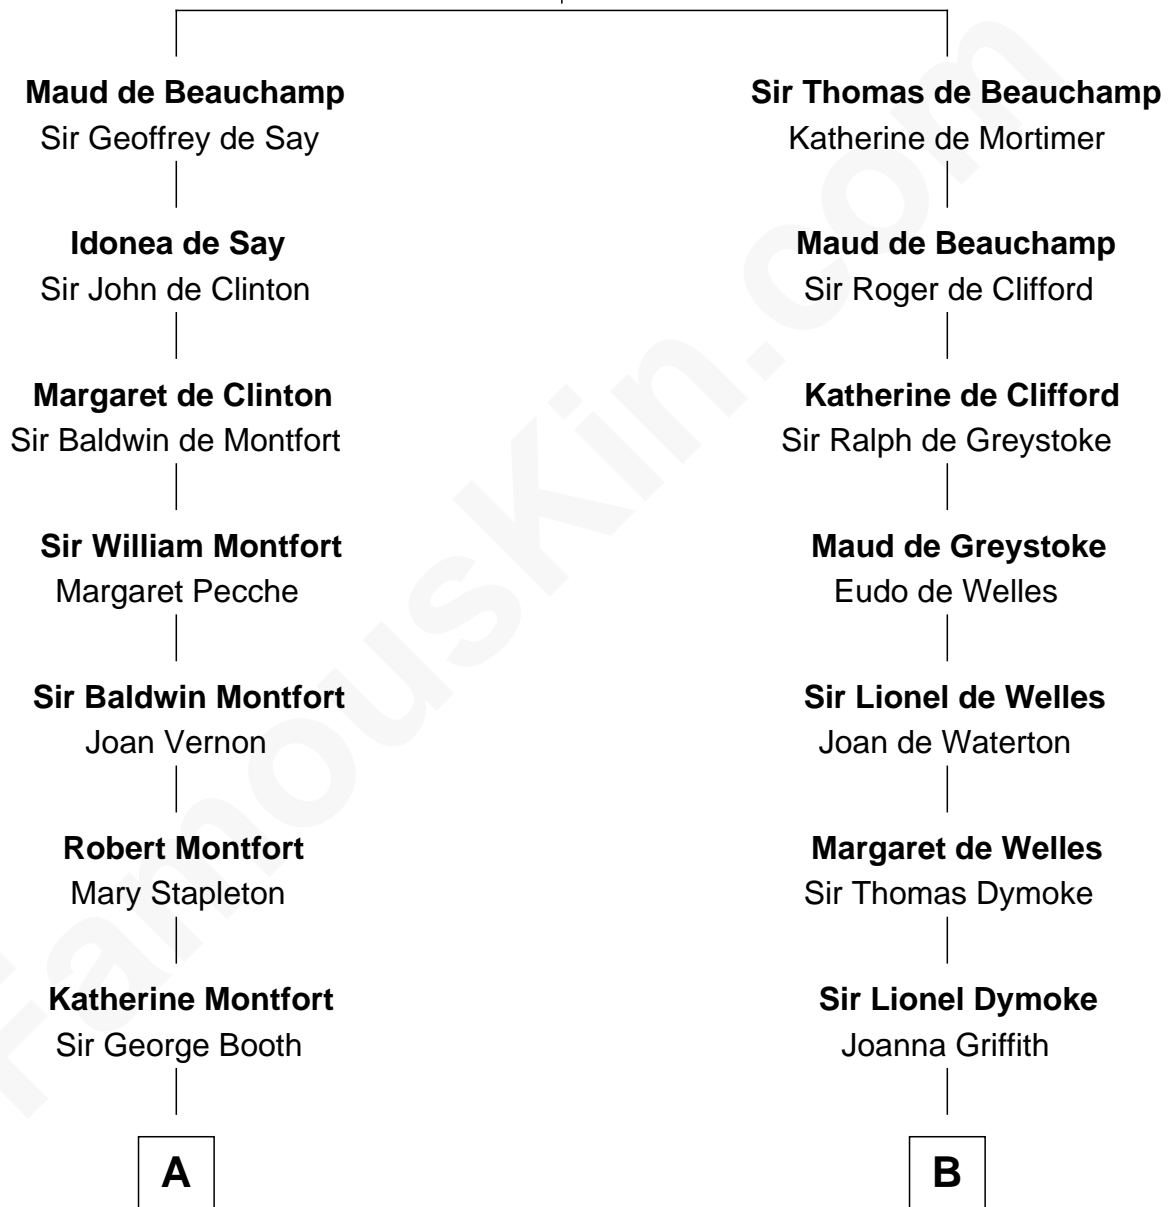 Maud de Beauchamp
Sir Geoffrey de Say
Idonea de Say
Sir John de Clinton
Margaret de Clinton
Sir Baldwin de Montfort
Sir William Montfort
Margaret Pecche
Sir Baldwin Montfort
Joan Vernon
Robert Montfort
Mary Stapleton
Katherine Montfort
Sir George Booth
A
Sir Thomas de Beauchamp
Katherine de Mortimer
Maud de Beauchamp
Sir Roger de Clifford
Katherine de Clifford
Sir Ralph de Greystoke
Maud de Greystoke
Eudo de Welles
Sir Lionel de Welles
Joan de Waterton
Margaret de Welles
Sir Thomas Dymoke
Sir Lionel Dymoke
Joanna Griffith
B
FamousKin.com